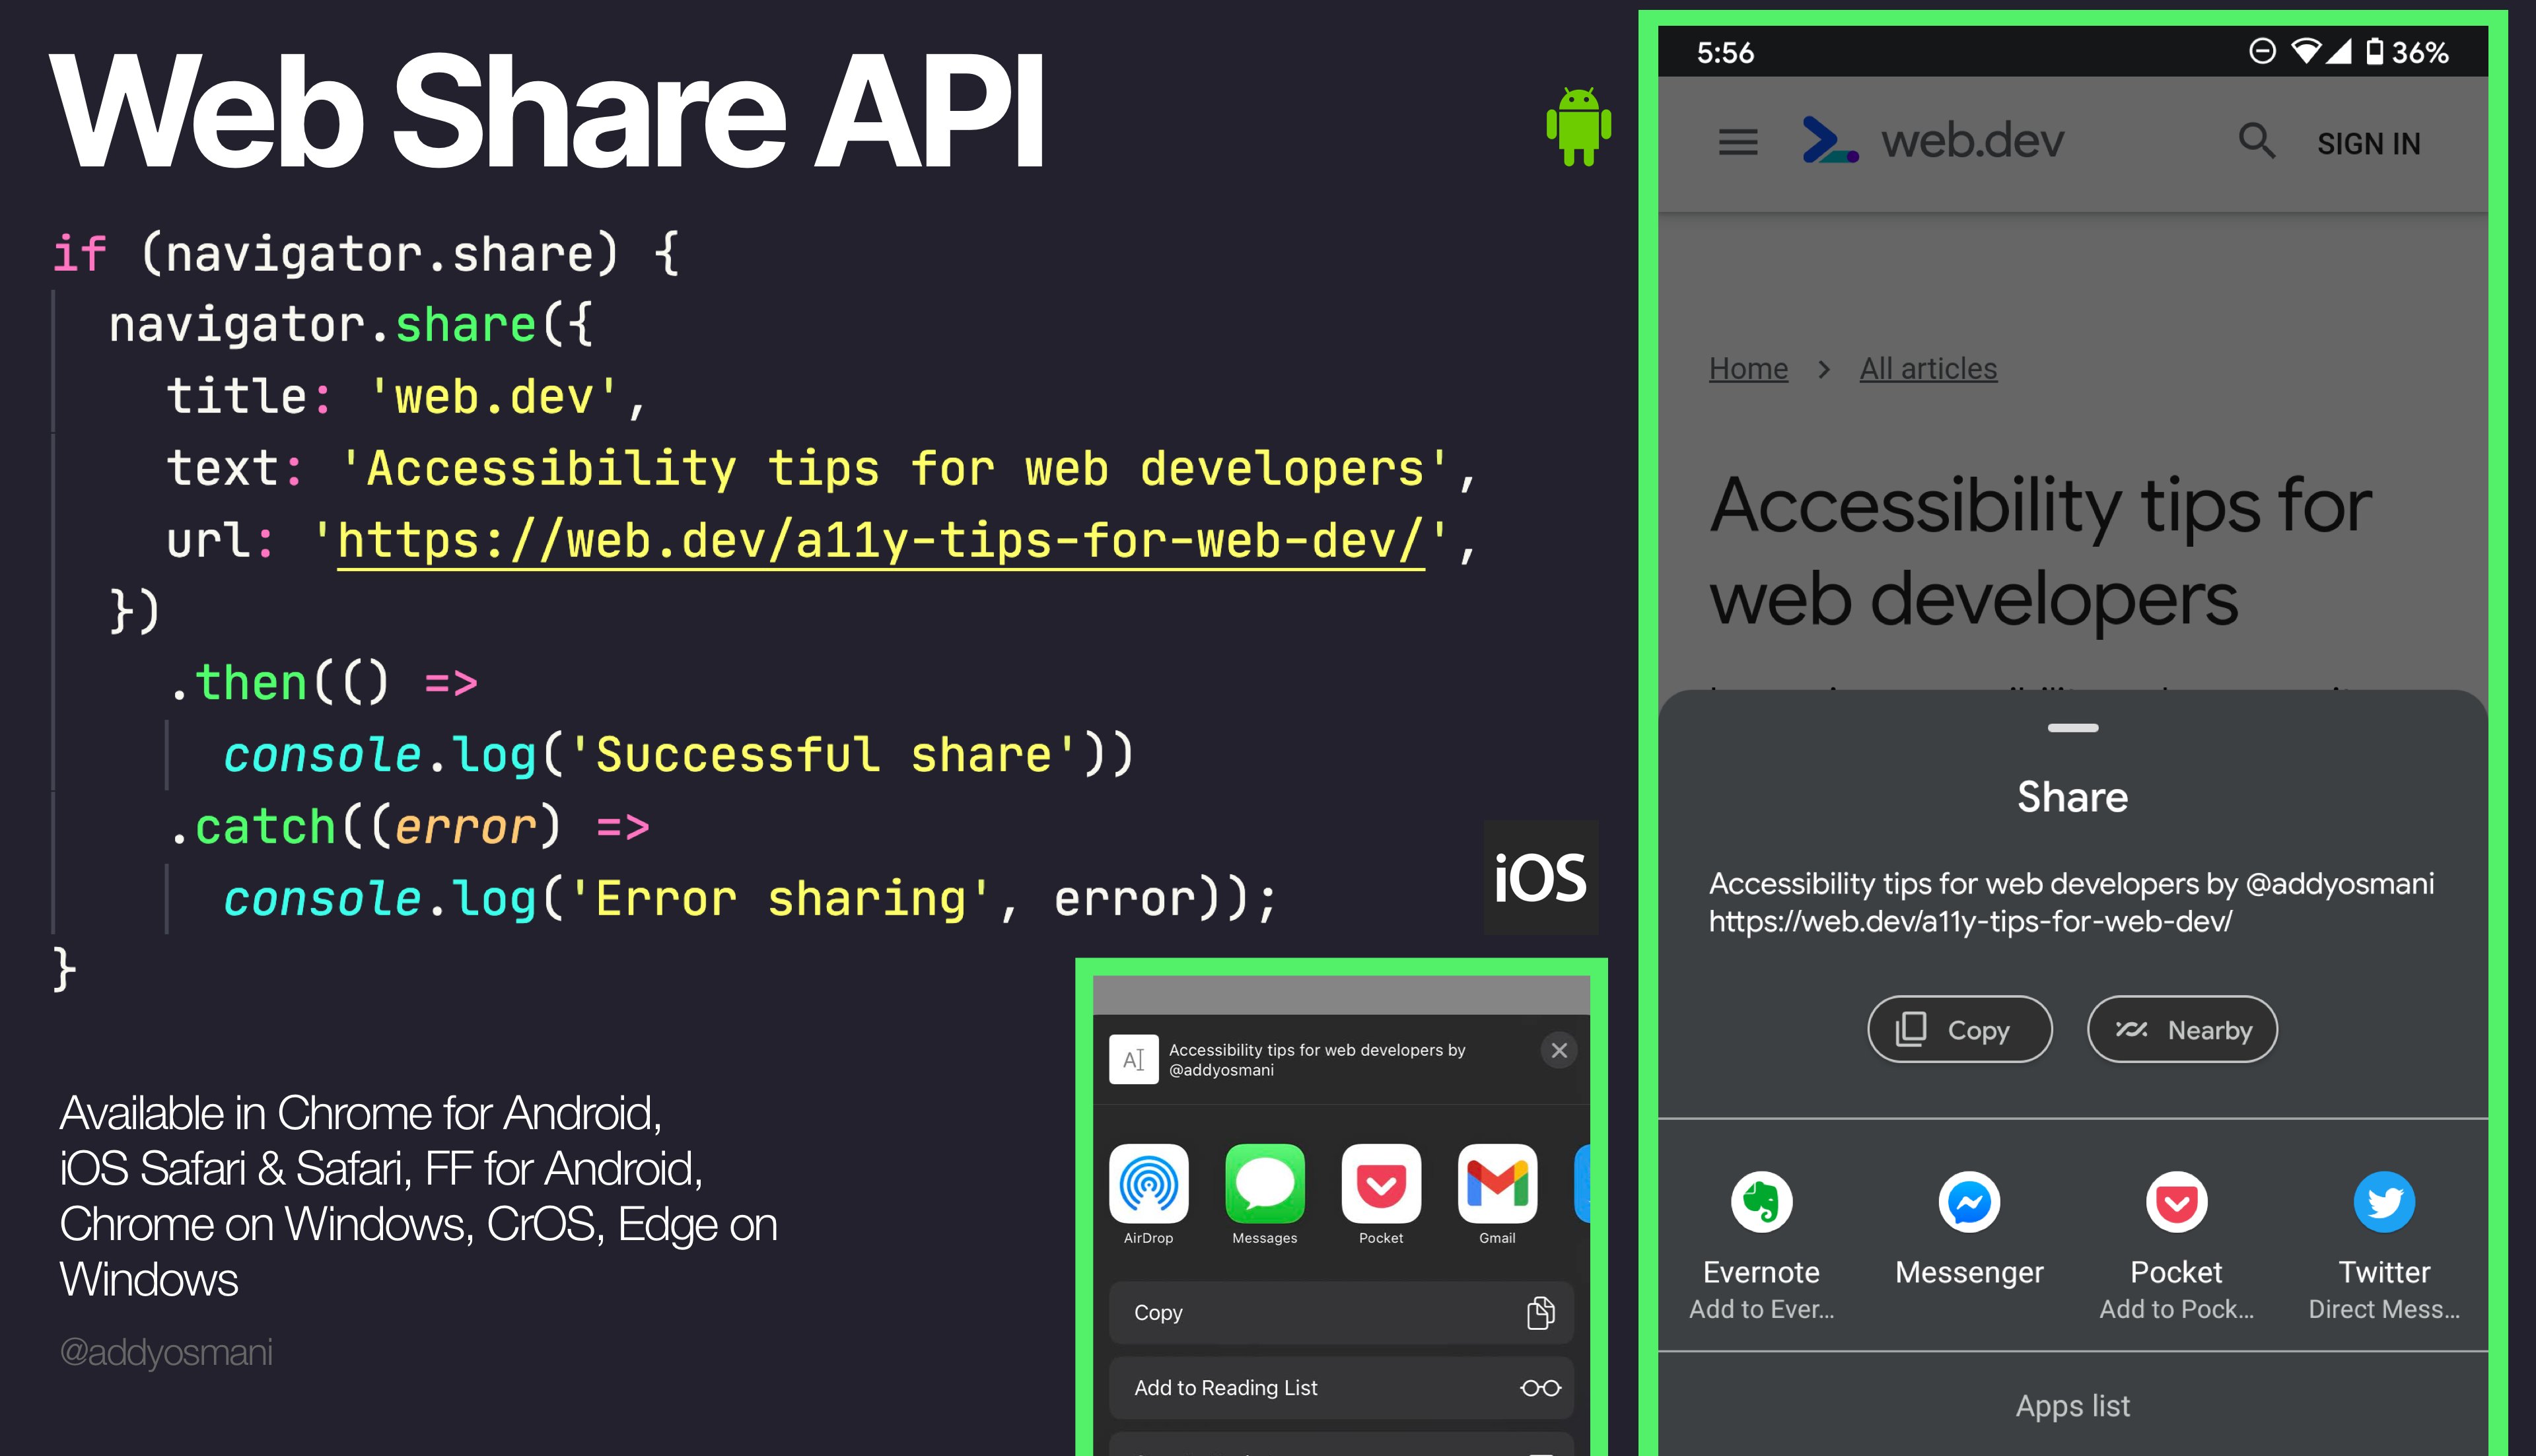 Web Share API
if (navigator.share) {
navigator.share({
title: 'web.dev',
text: 'Accessibility tips for web developers',
url: 'https://web.dev/a11y-tips-for-web-dev/',
})
.then(() =>
console.log('Successful share'))
.catch((error) =>
console.log('Error sharing', error));
}
Available in Chrome for Android,
iOS Safari & Safari, FF for Android,
Chrome on Windows, CrOS, Edge on
Windows
@addyosmani
iOS
AI
Accessibility tips for web developers by
@addyosmani
AirDrop
Messages
Pocket
Gmail
Copy
Add to Reading List
5:56
36%
web.dev
SIGN IN
Home > All articles
Accessibility tips for
web developers
Share
Accessibility tips for web developers by @addyosmani
https://web.dev/a11y-tips-for-web-dev/
Copy
Nearby
Evernote
Add to Ever...
Messenger
Pocket
Add to Pock...
Twitter
Direct Mess...
Apps list